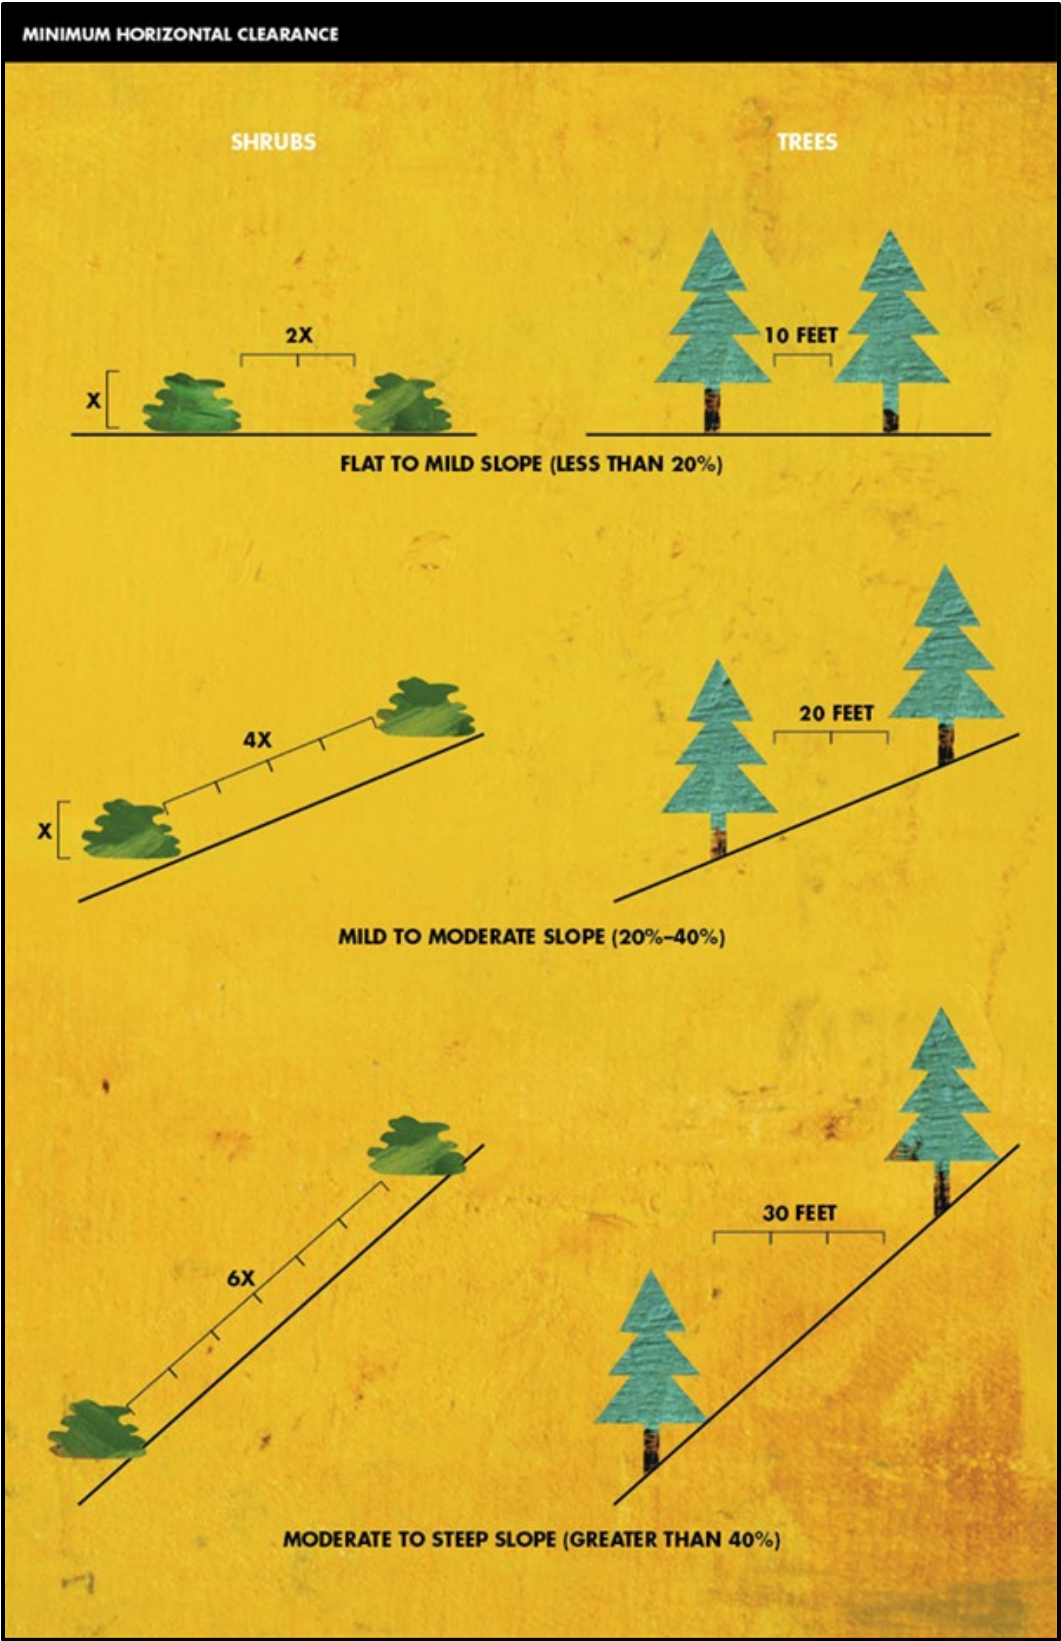 MINIMUM HORIZONTAL CLEARANCE
SHRUBS
TREES
2X
X
10 FEET
FLAT TO MILD SLOPE (LESS THAN 20%)
4X
X
20 FEET
MILD TO MODERATE SLOPE (20%–40%)
6X
30 FEET
MODERATE TO STEEP SLOPE (GREATER THAN 40%)